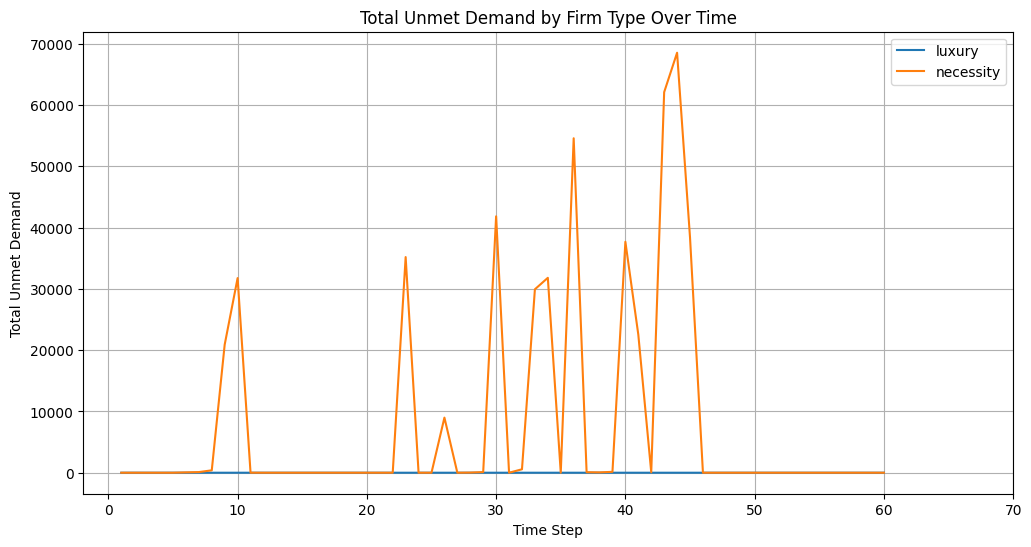 Total Unmet Demand by Firm Type Over Time
luxury
necessity
Total Unmet Demand
70000
60000
50000
40000
30000
20000
10000
0
0 10 20 30 40 50 60 70
Time Step